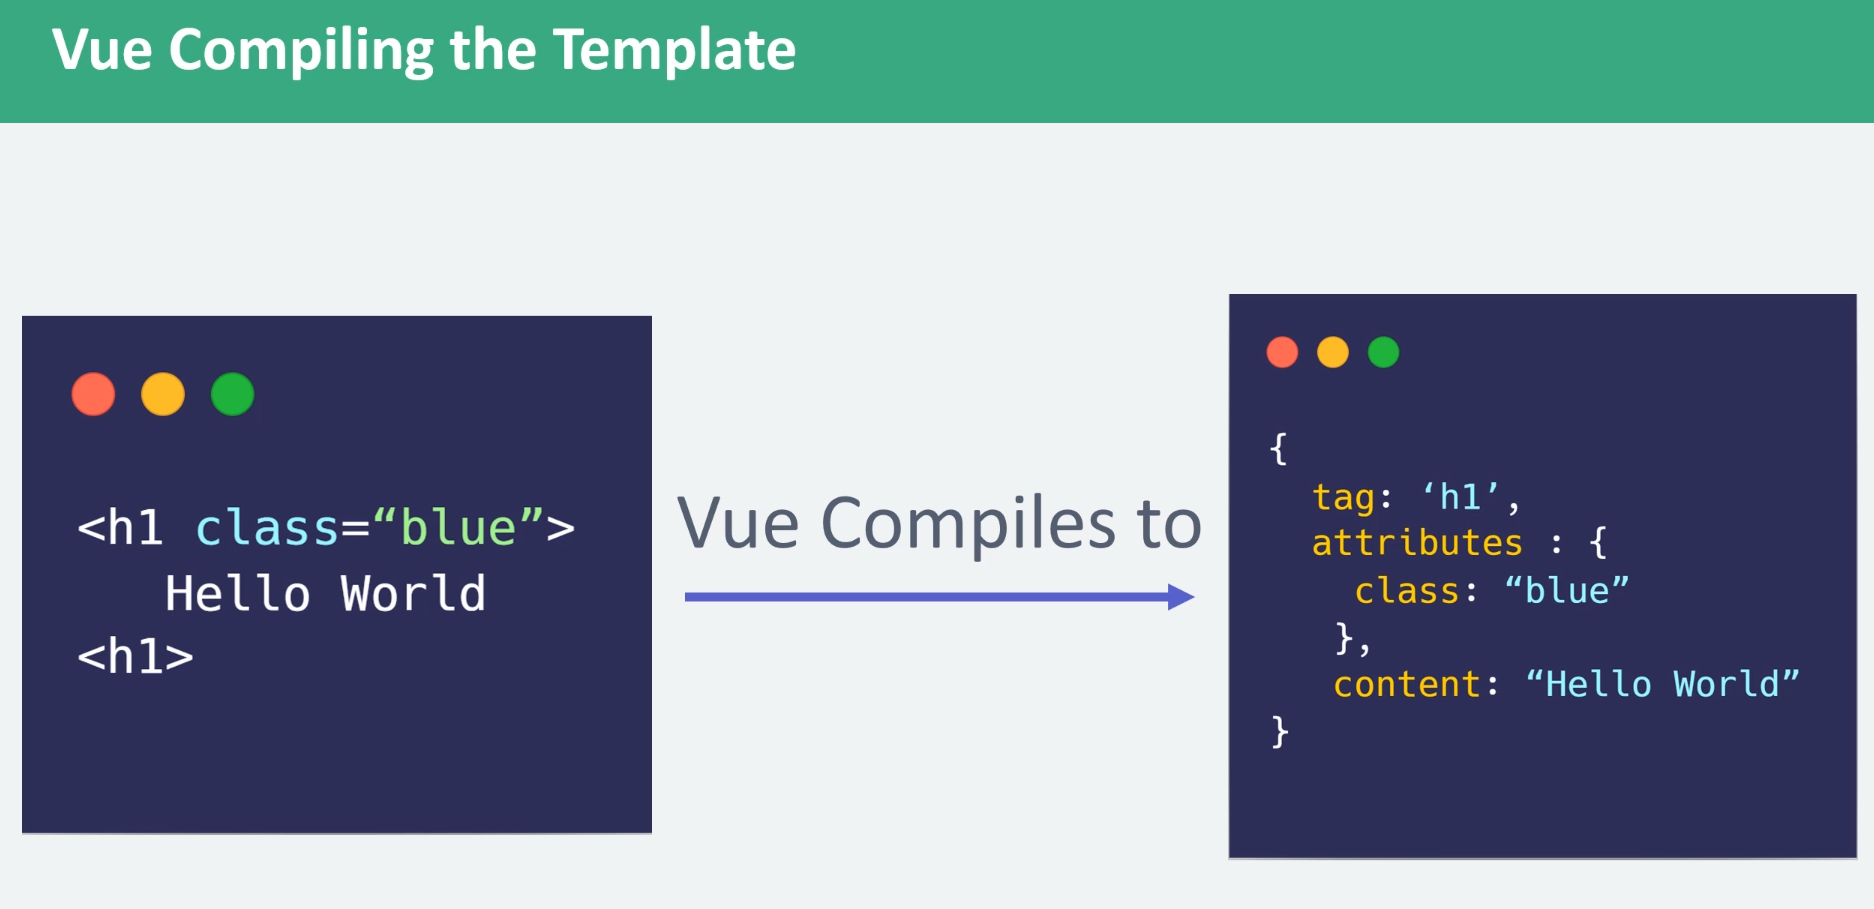 Vue Compiling the Template
<h1 class=“blue”>
Hello World
<h1>
Vue Compiles to
{
tag: ‘h1’,
attributes : {
class: “blue”
},
content: “Hello World”
}